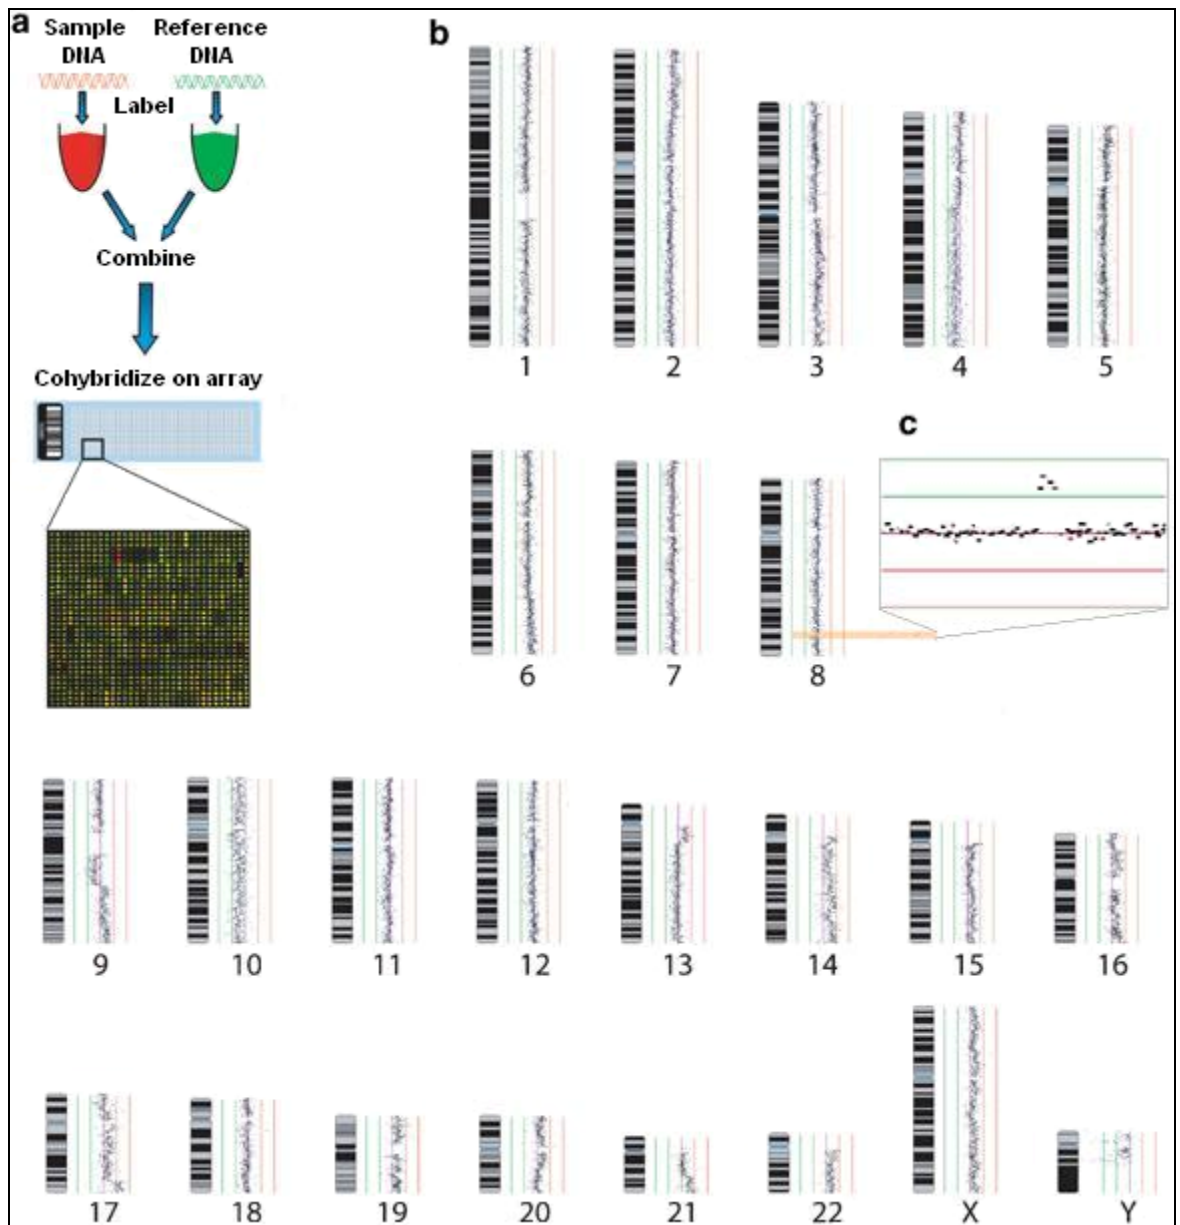 a
Sample Reference
DNA DNA
Label
Combine
Cohybridize on array
b
1 2 3 4 5
c
6 7 8
9 10 11 12 13 14 15 16
17 18 19 20 21 22 X Y